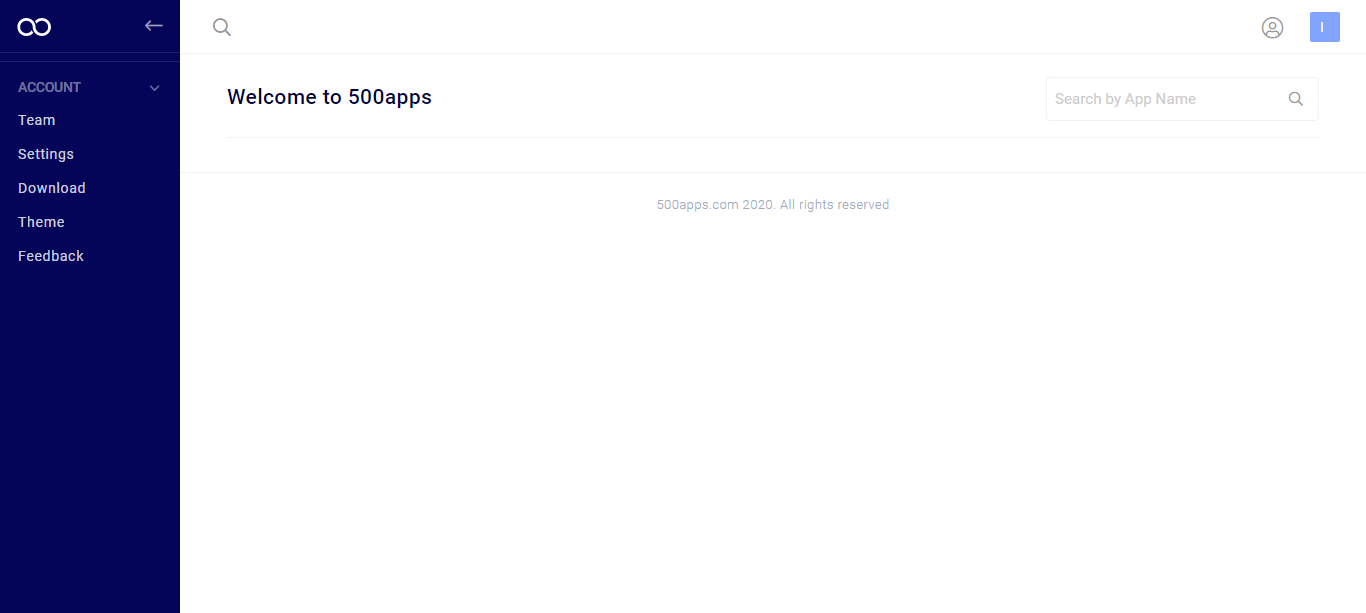 I
Welcome to 500apps
Search by App Name
ACCOUNT
Team
Settings
Download
Theme
Feedback
500apps.com 2020. All rights reserved